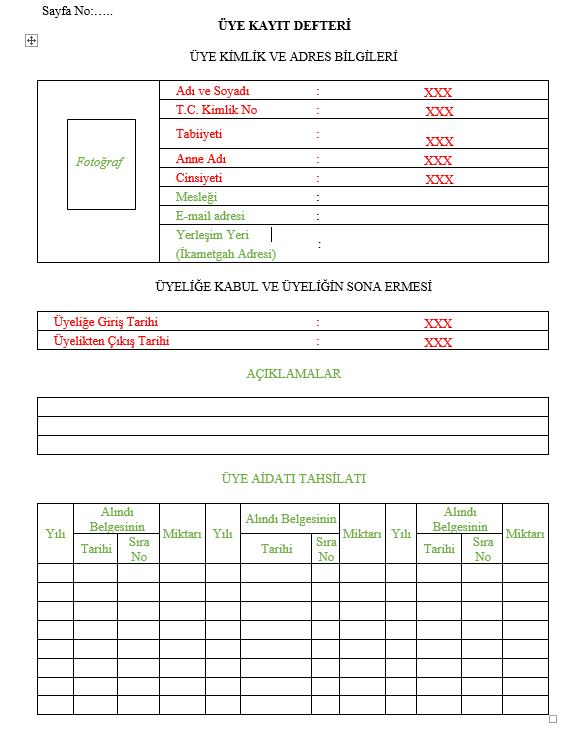 Sayfa No:…..
ÜYE KAYIT DEFTERİ
ÜYE KİMLİK VE ADRES BİLGİLERİ
Fotoğraf
Adı ve Soyadı : XXX
T.C. Kimlik No : XXX
Tabiiyeti : XXX
Anne Adı : XXX
Cinsiyeti : XXX
Mesleği :
E-mail adresi :
Yerleşim Yeri
(İkametgah Adresi) :
ÜYELİĞE KABUL VE ÜYELİĞİN SONA ERMESİ
Üyeliğe Giriş Tarihi : XXX
Üyelikten Çıkış Tarihi : XXX
AÇIKLAMALAR
ÜYE AİDATI TAHSİLATI
Yılı
Alındı
Belgesinin
Tarihi
Sıra
No
Miktarı
Yılı
Alındı Belgesinin
Tarihi
Sıra
No
Miktarı
Yılı
Alındı
Belgesinin
Tarihi
Sıra
No
Miktarı